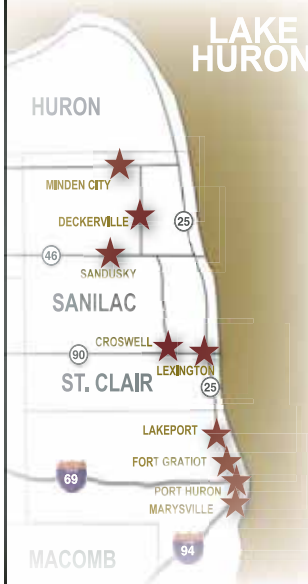 LAKE
HURON
HURON
MINDEN CITY
DECKERVILLE
25
46
SANDUSKY
SANILAC
CROSWELL
90
LEXINGTON
ST. CLAIR
25
LAKEPORT
FORT GRATIOT
69
PORT HURON
MARYSVILLE
94
MACOMB